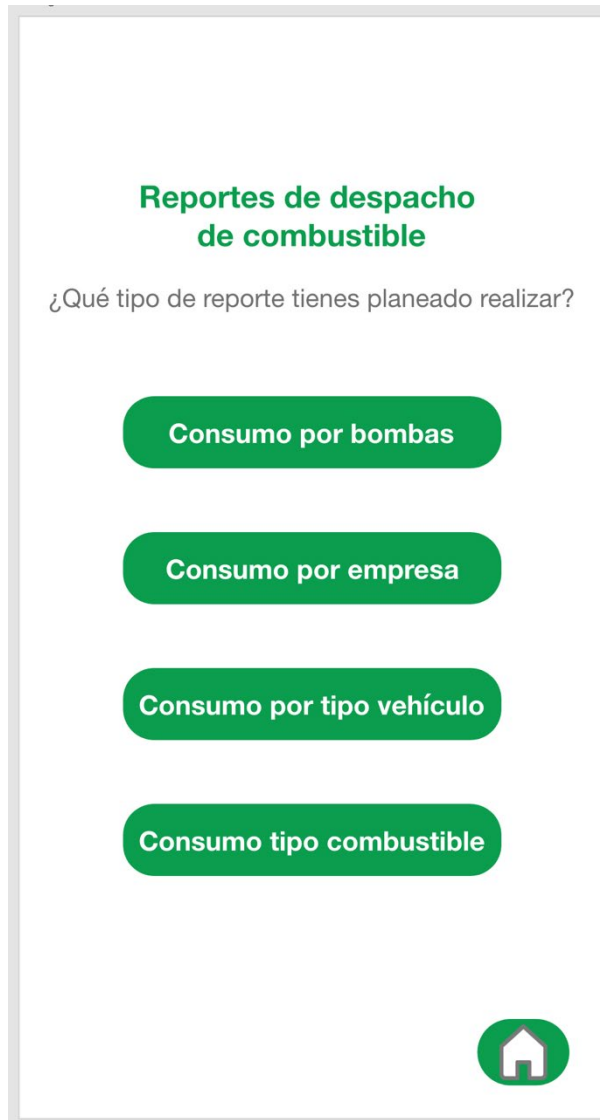 Reportes de despacho
de combustible
¿Qué tipo de reporte tienes planeado realizar?
Consumo por bombas
Consumo por empresa
Consumo por tipo vehículo
Consumo tipo combustible